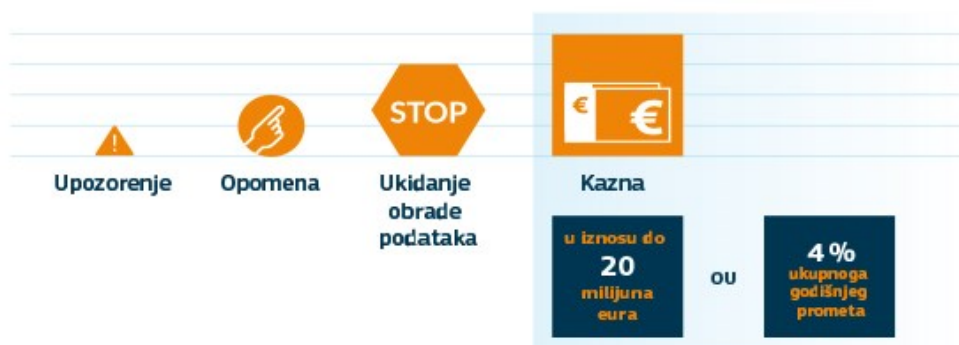 STOP
€
€
Upozorenje
Opomena
Ukidanje
obrade
podataka
Kazna
u iznosu do
20
milijuna
eura
OU
4%
ukupnoga
godišnjeg
prometa